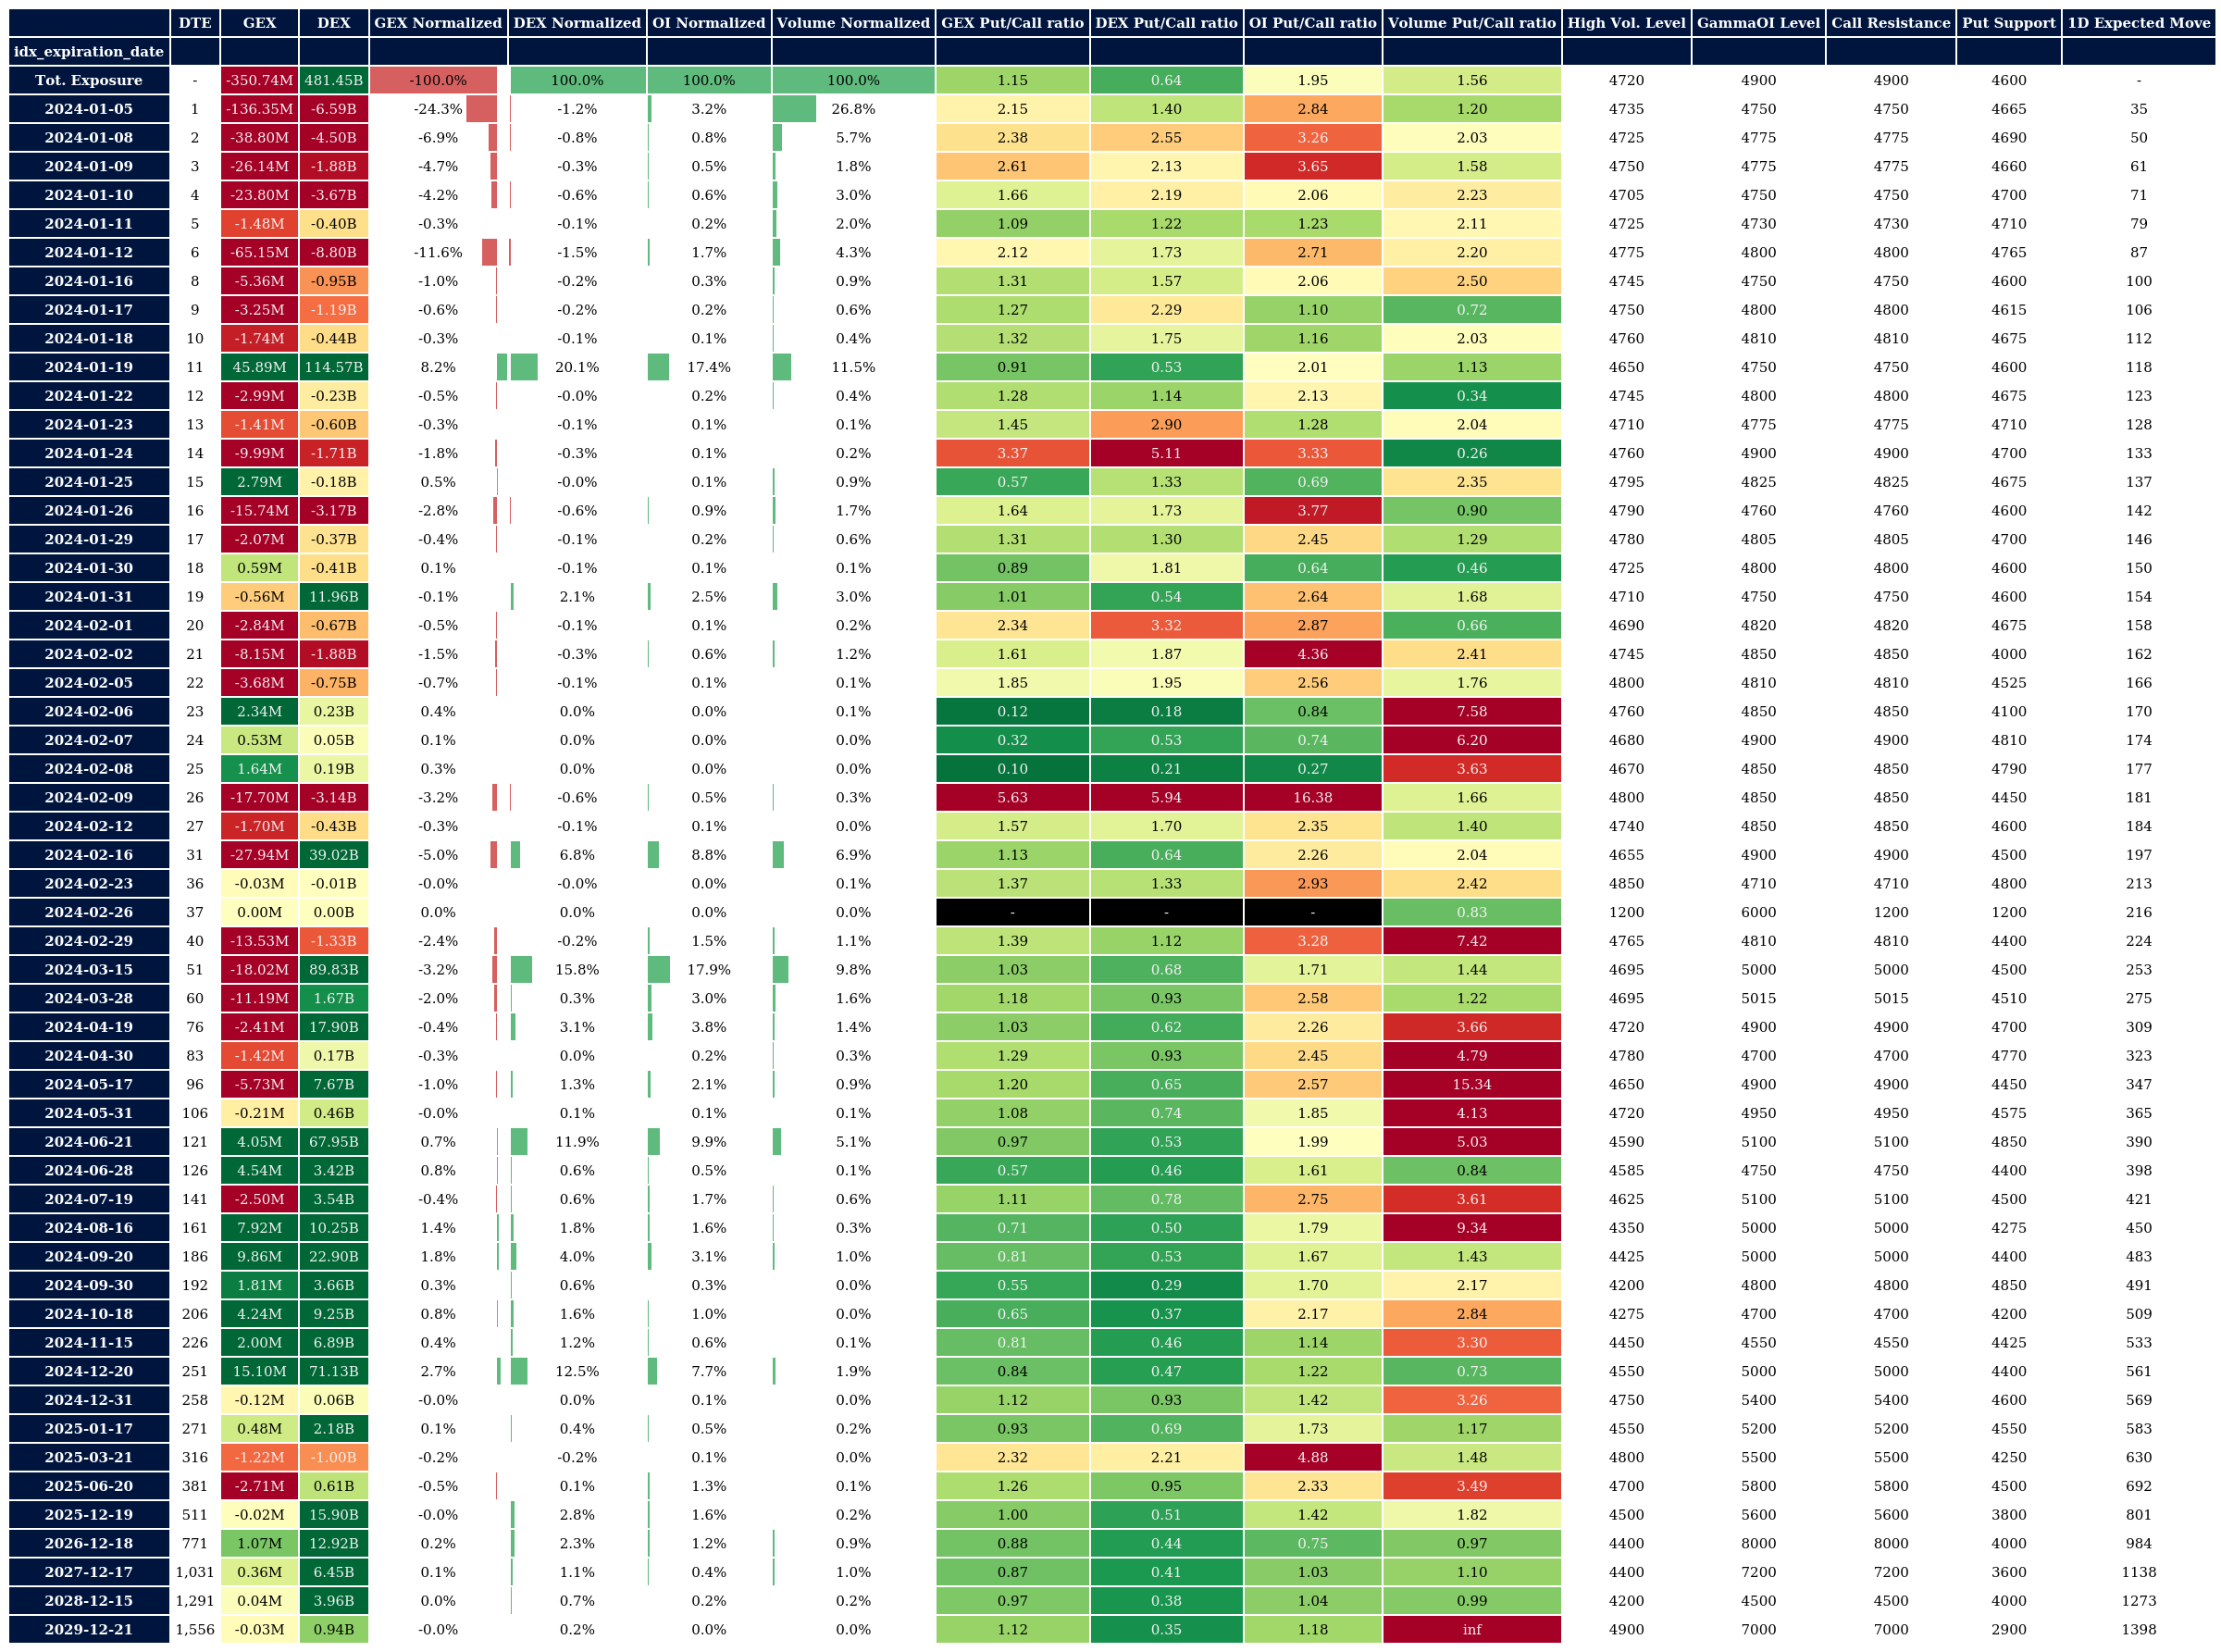 DTE GEX DEX GEX Normalized DEX Normalized OI Normalized Volume Normalized GEX Put/Call ratio DEX Put/Call ratio OI Put/Call ratio Volume Put/Call ratio High Vol. Level GammaOI Level Call Resistance Put Support 1D Expected Move
idx_expiration_date
Tot. Exposure - -350.74M 481.45B -100.0% 100.0% 100.0% 100.0% 1.15 0.64 1.95 1.56 4720 4900 4900 4600 -
2024-01-05 1 -136.35M -6.59B -24.3% -1.2% 3.2% 26.8% 2.15 1.40 2.84 1.20 4735 4750 4750 4665 35
2024-01-08 2 -38.80M -4.50B -6.9% -0.8% 0.8% 5.7% 2.38 2.55 3.26 2.03 4725 4775 4775 4690 50
2024-01-09 3 -26.14M -1.88B -4.7% -0.3% 0.5% 1.8% 2.61 2.13 3.65 1.58 4750 4775 4775 4660 61
2024-01-10 4 -23.80M -3.67B -4.2% -0.6% 0.6% 3.0% 1.66 2.19 2.06 2.23 4705 4750 4750 4700 71
2024-01-11 5 -1.48M -0.40B -0.3% -0.1% 0.2% 2.0% 1.09 1.22 1.23 2.11 4725 4730 4730 4710 79
2024-01-12 6 -65.15M -8.80B -11.6% -1.5% 1.7% 4.3% 2.12 1.73 2.71 2.20 4775 4800 4800 4765 87
2024-01-16 8 -5.36M -0.95B -1.0% -0.2% 0.3% 0.9% 1.31 1.57 2.06 2.50 4745 4750 4750 4600 100
2024-01-17 9 -3.25M -1.19B -0.6% -0.2% 0.2% 0.6% 1.27 2.29 1.10 0.72 4750 4800 4800 4615 106
2024-01-18 10 -1.74M -0.44B -0.3% -0.1% 0.1% 0.4% 1.32 1.75 1.16 2.03 4760 4810 4810 4675 112
2024-01-19 11 45.89M 114.57B 8.2% 20.1% 17.4% 11.5% 0.91 0.53 2.01 1.13 4650 4750 4750 4600 118
2024-01-22 12 -2.99M -0.23B -0.5% -0.0% 0.2% 0.4% 1.28 1.14 2.13 0.34 4745 4800 4800 4675 123
2024-01-23 13 -1.41M -0.60B -0.3% -0.1% 0.1% 0.1% 1.45 2.90 1.28 2.04 4710 4775 4775 4710 128
2024-01-24 14 -9.99M -1.71B -1.8% -0.3% 0.1% 0.2% 3.37 5.11 3.33 0.26 4760 4900 4900 4700 133
2024-01-25 15 2.79M -0.18B 0.5% -0.0% 0.1% 0.9% 0.57 1.33 0.69 2.35 4795 4825 4825 4675 137
2024-01-26 16 -15.74M -3.17B -2.8% -0.6% 0.9% 1.7% 1.64 1.73 3.77 0.90 4790 4760 4760 4600 142
2024-01-29 17 -2.07M -0.37B -0.4% -0.1% 0.2% 0.6% 1.31 1.30 2.45 1.29 4780 4805 4805 4700 146
2024-01-30 18 0.59M -0.41B 0.1% -0.1% 0.1% 0.1% 0.89 1.81 0.64 0.46 4725 4800 4800 4600 150
2024-01-31 19 -0.56M 11.96B -0.1% 2.1% 2.5% 3.0% 1.01 0.54 2.64 1.68 4710 4750 4750 4600 154
2024-02-01 20 -2.84M -0.67B -0.5% -0.1% 0.1% 0.2% 2.34 3.32 2.87 0.66 4690 4820 4820 4675 158
2024-02-02 21 -8.15M -1.88B -1.5% -0.3% 0.6% 1.2% 1.61 1.87 4.36 2.41 4745 4850 4850 4000 162
2024-02-05 22 -3.68M -0.75B -0.7% -0.1% 0.1% 0.1% 1.85 1.95 2.56 1.76 4800 4810 4810 4525 166
2024-02-06 23 2.34M 0.23B 0.4% 0.0% 0.0% 0.1% 0.12 0.18 0.84 7.58 4760 4850 4850 4100 170
2024-02-07 24 0.53M 0.05B 0.1% 0.0% 0.0% 0.0% 0.32 0.53 0.74 6.20 4680 4900 4900 4810 174
2024-02-08 25 1.64M 0.19B 0.3% 0.0% 0.0% 0.0% 0.10 0.21 0.27 3.63 4670 4850 4850 4790 177
2024-02-09 26 -17.70M -3.14B -3.2% -0.6% 0.5% 0.3% 5.63 5.94 16.38 1.66 4800 4850 4850 4450 181
2024-02-12 27 -1.70M -0.43B -0.3% -0.1% 0.1% 0.0% 1.57 1.70 2.35 1.40 4740 4850 4850 4600 184
2024-02-16 31 -27.94M 39.02B -5.0% 6.8% 8.8% 6.9% 1.13 0.64 2.26 2.04 4655 4900 4900 4500 197
2024-02-23 36 -0.03M -0.01B -0.0% -0.0% 0.0% 0.1% 1.37 1.33 2.93 2.42 4850 4710 4710 4800 213
2024-02-26 37 0.00M 0.00B 0.0% 0.0% 0.0% 0.0% - - - 0.83 1200 6000 1200 1200 216
2024-02-29 40 -13.53M -1.33B -2.4% -0.2% 1.5% 1.1% 1.39 1.12 3.28 7.42 4765 4810 4810 4400 224
2024-03-15 51 -18.02M 89.83B -3.2% 15.8% 17.9% 9.8% 1.03 0.68 1.71 1.44 4695 5000 5000 4500 253
2024-03-28 60 -11.19M 1.67B -2.0% 0.3% 3.0% 1.6% 1.18 0.93 2.58 1.22 4695 5015 5015 4510 275
2024-04-19 76 -2.41M 17.90B -0.4% 3.1% 3.8% 1.4% 1.03 0.62 2.26 3.66 4720 4900 4900 4700 309
2024-04-30 83 -1.42M 0.17B -0.3% 0.0% 0.2% 0.3% 1.29 0.93 2.45 4.79 4780 4700 4700 4770 323
2024-05-17 96 -5.73M 7.67B -1.0% 1.3% 2.1% 0.9% 1.20 0.65 2.57 15.34 4650 4900 4900 4450 347
2024-05-31 106 -0.21M 0.46B -0.0% 0.1% 0.1% 0.1% 1.08 0.74 1.85 4.13 4720 4950 4950 4575 365
2024-06-21 121 4.05M 67.95B 0.7% 11.9% 9.9% 5.1% 0.97 0.53 1.99 5.03 4590 5100 5100 4850 390
2024-06-28 126 4.54M 3.42B 0.8% 0.6% 0.5% 0.1% 0.57 0.46 1.61 0.84 4585 4750 4750 4400 398
2024-07-19 141 -2.50M 3.54B -0.4% 0.6% 1.7% 0.6% 1.11 0.78 2.75 3.61 4625 5100 5100 4500 421
2024-08-16 161 7.92M 10.25B 1.4% 1.8% 1.6% 0.3% 0.71 0.50 1.79 9.34 4350 5000 5000 4275 450
2024-09-20 186 9.86M 22.90B 1.8% 4.0% 3.1% 1.0% 0.81 0.53 1.67 1.43 4425 5000 5000 4400 483
2024-09-30 192 1.81M 3.66B 0.3% 0.6% 0.3% 0.0% 0.55 0.29 1.70 2.17 4200 4800 4800 4850 491
2024-10-18 206 4.24M 9.25B 0.8% 1.6% 1.0% 0.0% 0.65 0.37 2.17 2.84 4275 4700 4700 4200 509
2024-11-15 226 2.00M 6.89B 0.4% 1.2% 0.6% 0.1% 0.81 0.46 1.14 3.30 4450 4550 4550 4425 533
2024-12-20 251 15.10M 71.13B 2.7% 12.5% 7.7% 1.9% 0.84 0.47 1.22 0.73 4550 5000 5000 4400 561
2024-12-31 258 -0.12M 0.06B -0.0% 0.0% 0.1% 0.0% 1.12 0.93 1.42 3.26 4750 5400 5400 4600 569
2025-01-17 271 0.48M 2.18B 0.1% 0.4% 0.5% 0.2% 0.93 0.69 1.73 1.17 4550 5200 5200 4550 583
2025-03-21 316 -1.22M -1.00B -0.2% -0.2% 0.1% 0.0% 2.32 2.21 4.88 1.48 4800 5500 5500 4250 630
2025-06-20 381 -2.71M 0.61B -0.5% 0.1% 1.3% 0.1% 1.26 0.95 2.33 3.49 4700 5800 5800 4500 692
2025-12-19 511 -0.02M 15.90B -0.0% 2.8% 1.6% 0.2% 1.00 0.51 1.42 1.82 4500 5600 5600 3800 801
2026-12-18 771 1.07M 12.92B 0.2% 2.3% 1.2% 0.9% 0.88 0.44 0.75 0.97 4400 8000 8000 4000 984
2027-12-17 1,031 0.36M 6.45B 0.1% 1.1% 0.4% 1.0% 0.87 0.41 1.03 1.10 4400 7200 7200 3600 1138
2028-12-15 1,291 0.04M 3.96B 0.0% 0.7% 0.2% 0.2% 0.97 0.38 1.04 0.99 4200 4500 4500 4000 1273
2029-12-21 1,556 -0.03M 0.94B -0.0% 0.2% 0.0% 0.0% 1.12 0.35 1.18 inf 4900 7000 7000 2900 1398